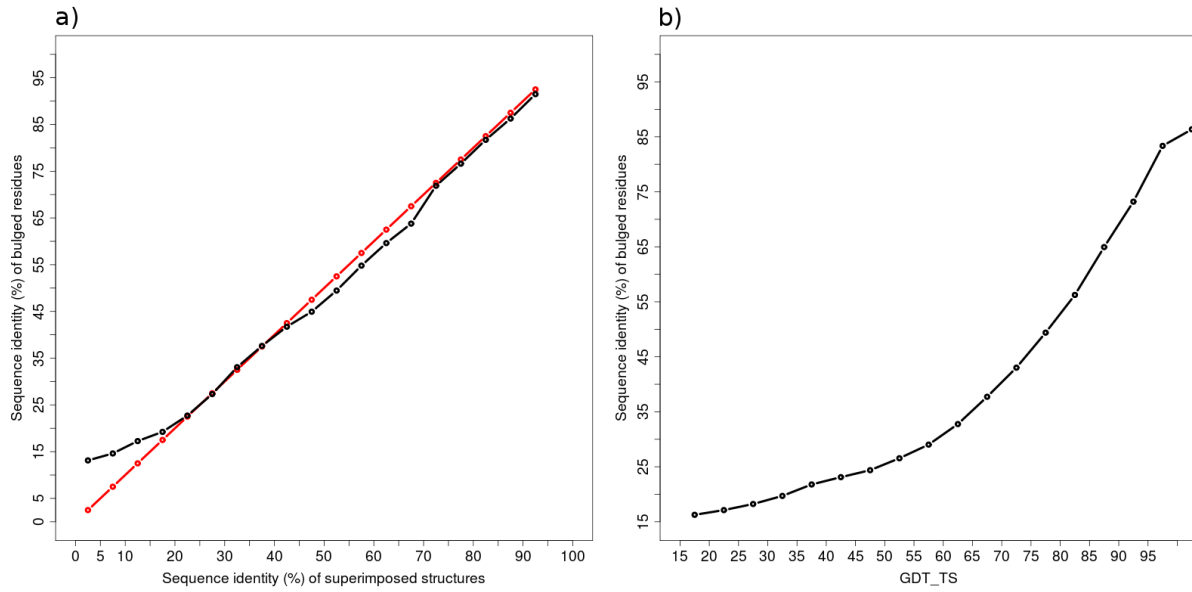 a)
Sequence identity (%) of bulged residues
95
85
75
65
55
45
35
25
15
5
0
0 5 10 20 30 40 50 60 70 80 90 100
Sequence identity (%) of superimposed structures
b)
Sequence identity (%) of bulged residues
95
85
75
65
55
45
35
25
15
15 20 25 30 35 40 45 50 55 60 65 70 75 80 85 90 95
GDT_TS